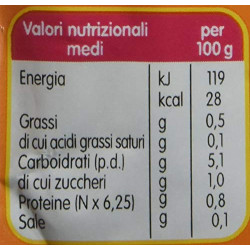 Valori nutrizionali medi per 100 g
Energia kJ 119
kcal 28
Grassi g 0,5
di cui acidi grassi saturi g 0,1
Carboidrati (p.d.) g 5,1
di cui zuccheri g 1,0
Proteine (N x 6,25) g 0,8
Sale g 0,1